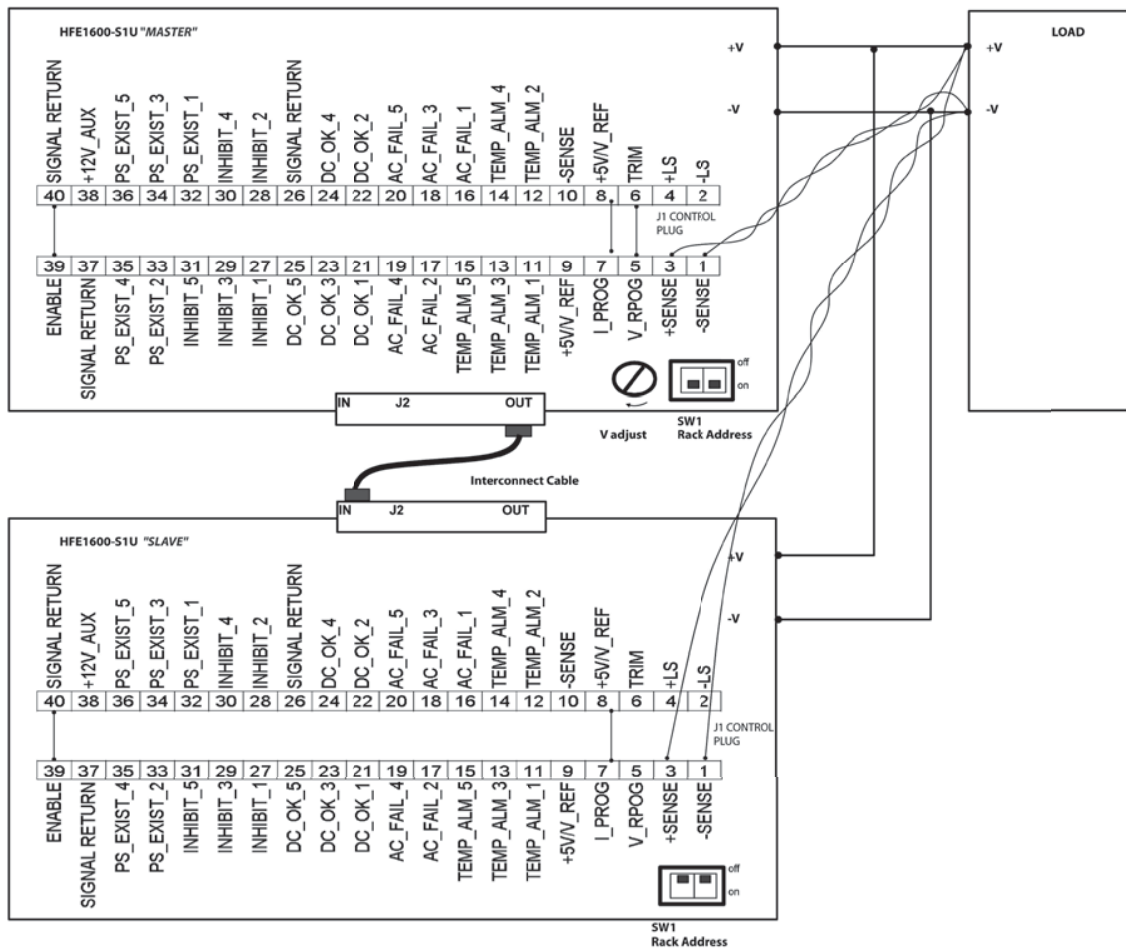 HFE1600-S1U "MASTER"
SIGNAL RETURN
+12V_AUX
PS_EXIST_5
PS_EXIST_3
PS_EXIST_1
INHIBIT_4
INHIBIT_2
SIGNAL RETURN
DC_OK_4
DC_OK_2
AC_FAIL_5
AC_FAIL_3
AC_FAIL_1
TEMP_ALM_4
TEMP_ALM_2
-SENSE
+5V/V_REF
TRIM
+LS
-LS
40 38 36 34 32 30 28 26 24 22 20 18 16 14 12 10 8 6 4 2
J1 CONTROL
PLUG
39 37 35 33 31 29 27 25 23 21 19 17 15 13 11 9 7 5 3 1
ENABLE
SIGNAL RETURN
PS_EXIST_4
PS_EXIST_2
INHIBIT_5
INHIBIT_3
INHIBIT_1
DC_OK_5
DC_OK_3
DC_OK_1
AC_FAIL_4
AC_FAIL_2
TEMP_ALM_5
TEMP_ALM_3
TEMP_ALM_1
+5V/V_REF
I_PROG
V_RPOG
+SENSE
-SENSE
+V
-V
LOAD
+V
-V
off
on
IN J2 OUT
V adjust
SW1
Rack Address
Interconnect Cable
IN J2 OUT
HFE1600-S1U "SLAVE"
+V
-V
SIGNAL RETURN
+12V_AUX
PS_EXIST_5
PS_EXIST_3
PS_EXIST_1
INHIBIT_4
INHIBIT_2
SIGNAL RETURN
DC_OK_4
DC_OK_2
AC_FAIL_5
AC_FAIL_3
AC_FAIL_1
TEMP_ALM_4
TEMP_ALM_2
-SENSE
+5V/V_REF
TRIM
+LS
-LS
40 38 36 34 32 30 28 26 24 22 20 18 16 14 12 10 8 6 4 2
J1 CONTROL
PLUG
39 37 35 33 31 29 27 25 23 21 19 17 15 13 11 9 7 5 3 1
ENABLE
SIGNAL RETURN
PS_EXIST_4
PS_EXIST_2
INHIBIT_5
INHIBIT_3
INHIBIT_1
DC_OK_5
DC_OK_3
DC_OK_1
AC_FAIL_4
AC_FAIL_2
TEMP_ALM_5
TEMP_ALM_3
TEMP_ALM_1
+5V/V_REF
I_PROG
V_RPOG
+SENSE
-SENSE
off
on
SW1
Rack Address